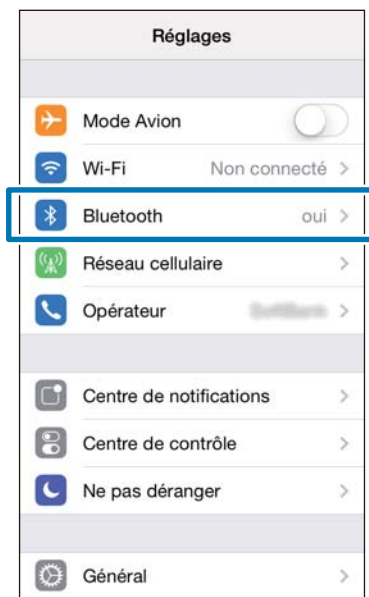 Réglages
Mode Avion
Wi-Fi Non connecté
Bluetooth oui
Réseau cellulaire
Opérateur
Centre de notifications
Centre de contrôle
Ne pas déranger
Général